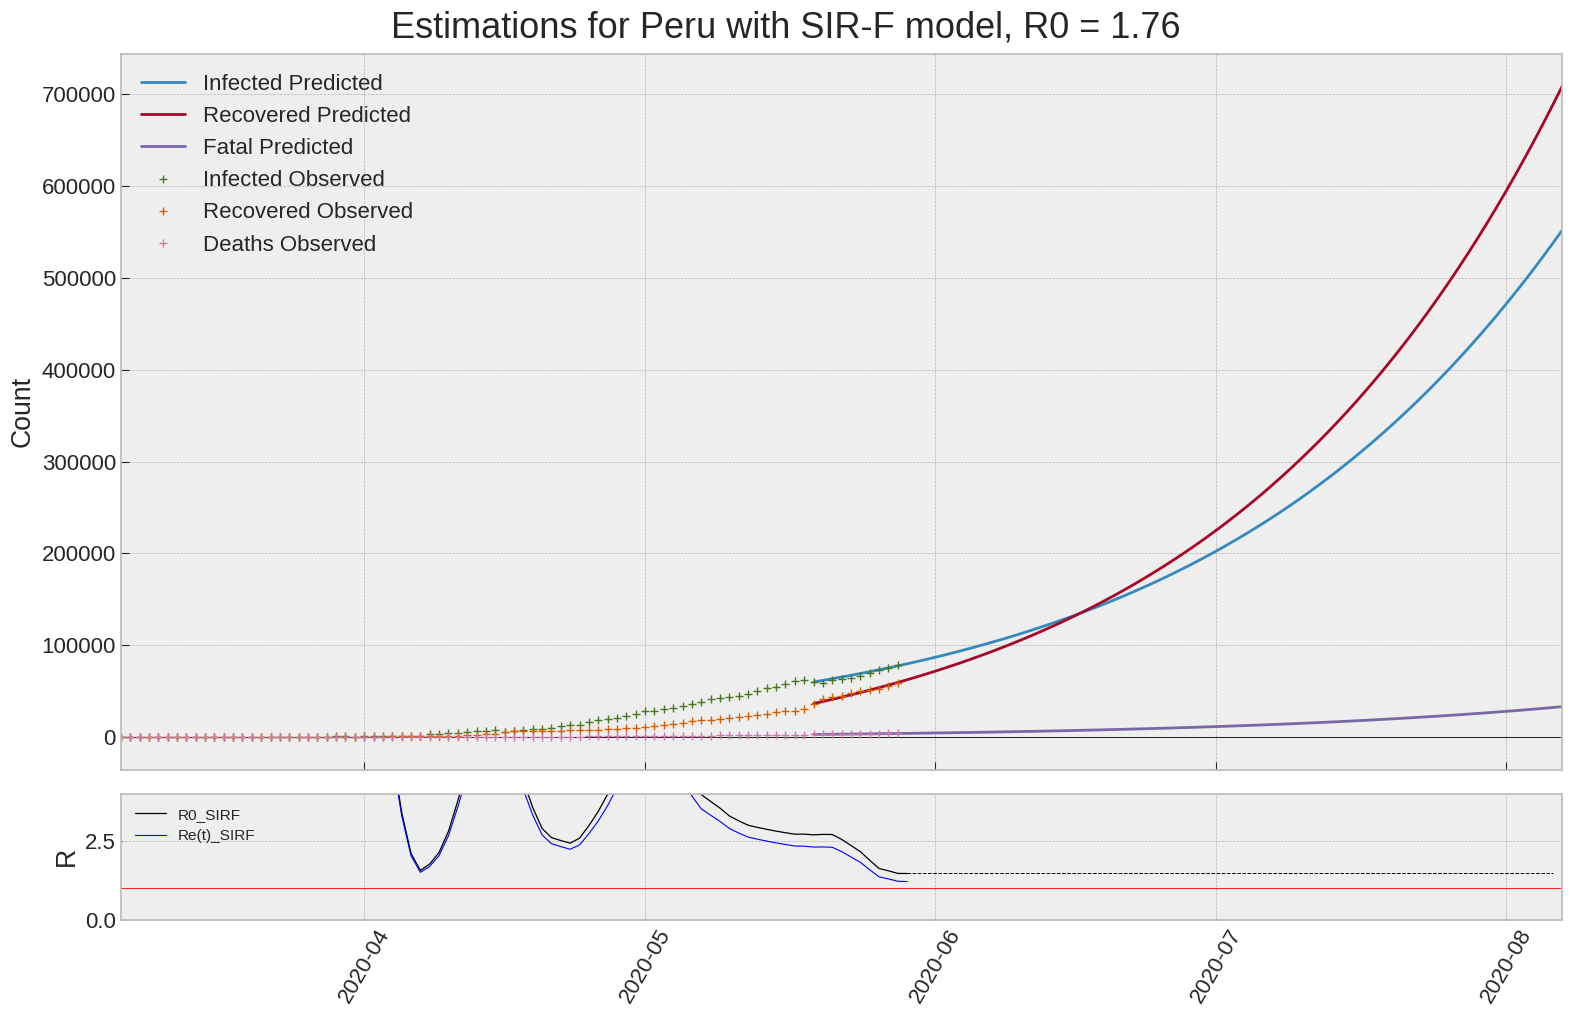 Estimations for Peru with SIR-F model, R0 = 1.76
Infected Predicted
Recovered Predicted
Fatal Predicted
Infected Observed
Recovered Observed
Deaths Observed
700000
600000
500000
400000
300000
200000
100000
0
Count
R0_SIRF
Re(t)_SIRF
2.5
0.0
R
2020-04
2020-05
2020-06
2020-07
2020-08